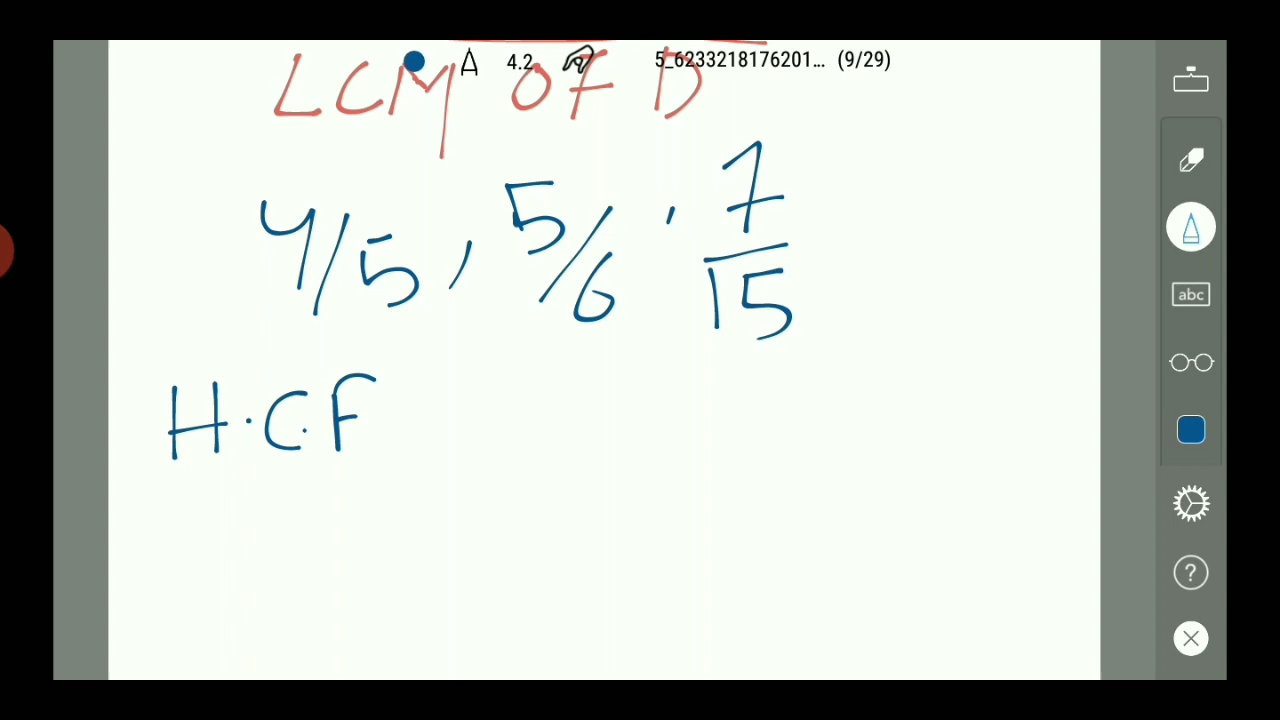 4.2 5_6233218176201... (9/29)
LCM OF D
4/5, 5/6, 7/15
H.C.F
abc
?